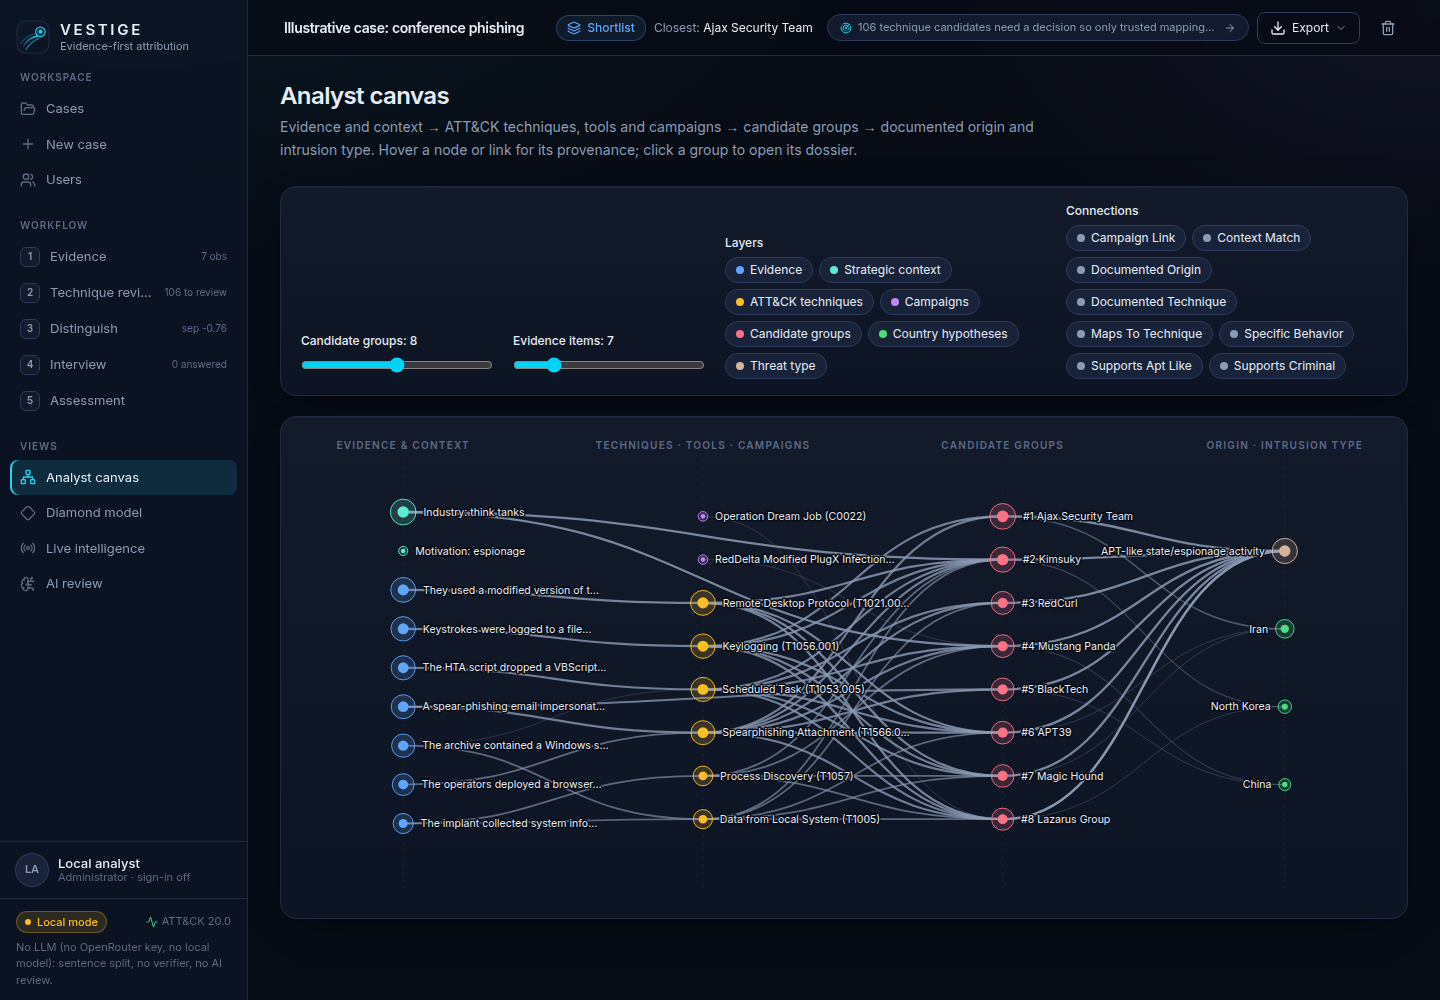 VESTIGE
Evidence-first attribution
WORKSPACE
Cases
New case
Users
WORKFLOW
1 Evidence 7 obs
2 Technique revi... 106 to review
3 Distinguish sep -0.76
4 Interview 0 answered
5 Assessment
VIEWS
Analyst canvas
Diamond model
Live intelligence
AI review
LA
Local analyst
Administrator · sign-in off
Local mode ATT&CK 20.0
No LLM (no OpenRouter key, no local
model): sentence split, no verifier, no AI
review.
Illustrative case: conference phishing
Shortlist
Closest: Ajax Security Team
106 technique candidates need a decision so only trusted mapping... →
Export
Analyst canvas
Evidence and context → ATT&CK techniques, tools and campaigns → candidate groups → documented origin and
intrusion type. Hover a node or link for its provenance; click a group to open its dossier.
Candidate groups: 8
Evidence items: 7
Layers
Evidence Strategic context
ATT&CK techniques Campaigns
Candidate groups Country hypotheses
Threat type
Connections
Campaign Link Context Match
Documented Origin
Documented Technique
Maps To Technique Specific Behavior
Supports Apt Like Supports Criminal
EVIDENCE & CONTEXT
Industry: think tanks
Motivation: espionage
They used a modified version of t...
Keystrokes were logged to a file...
The HTA script dropped a VBScript...
A spear-phishing email impersonat...
The archive contained a Windows s...
The operators deployed a browser...
The implant collected system info...
TECHNIQUES · TOOLS · CAMPAIGNS
Operation Dream Job (C0022)
RedDelta Modified PlugX Infection...
Remote Desktop Protocol (T1021.00...
Keylogging (T1056.001)
Scheduled Task (T1053.005)
Spearphishing Attachment (T1566.0...
Process Discovery (T1057)
Data from Local System (T1005)
CANDIDATE GROUPS
#1 Ajax Security Team
#2 Kimsuky
#3 RedCurl
#4 Mustang Panda
#5 BlackTech
#6 APT39
#7 Magic Hound
#8 Lazarus Group
ORIGIN · INTRUSION TYPE
APT-like state/espionage activity
Iran
North Korea
China